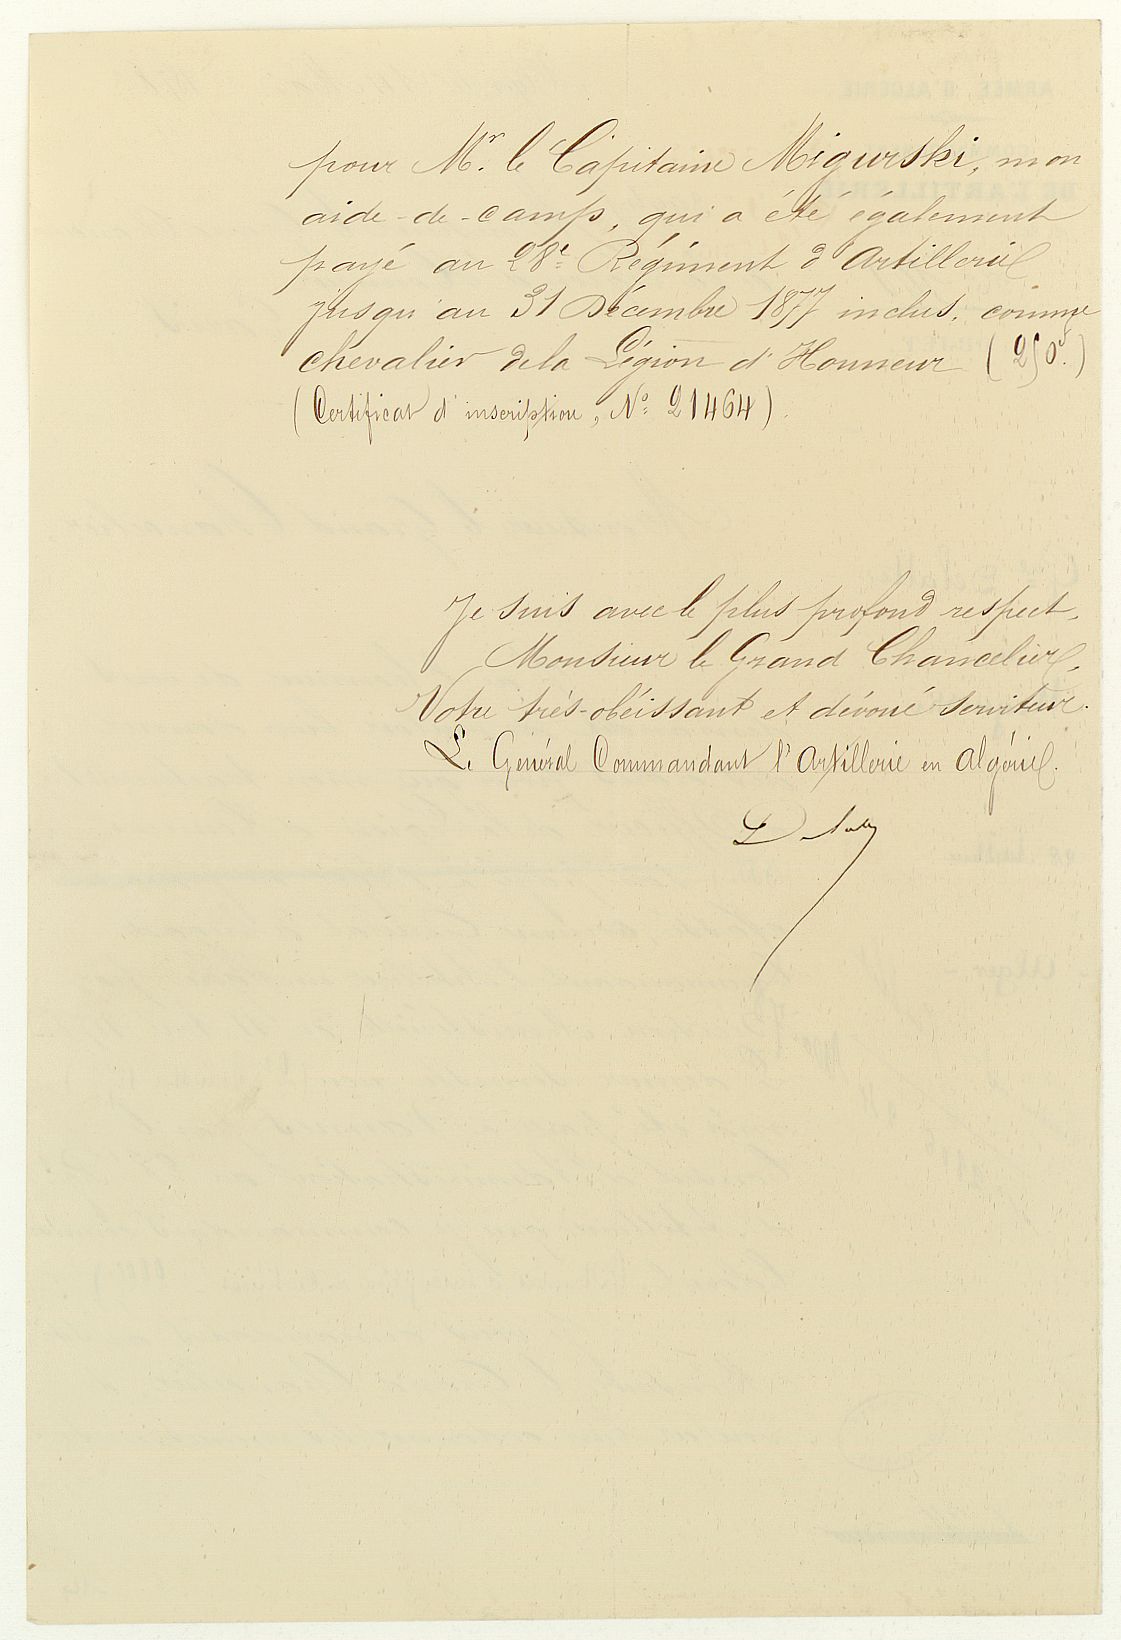 pour Mr. le Capitaine Migurski, mon
aide-de-camp, qui a été également
payé au 28e Régiment d'Artillerie
jusqu'au 31 Décembre 1877 inclus, comme
chevalier de la Légion d'Honneur (250f.)
(Certificat d'inscription, No. 21464).
Je suis avec le plus profond respect,
Monsieur le Grand Chancelier,
Votre très-obéissant et dévoué serviteur.
Le Général Commandant l'Artillerie en Algérie.